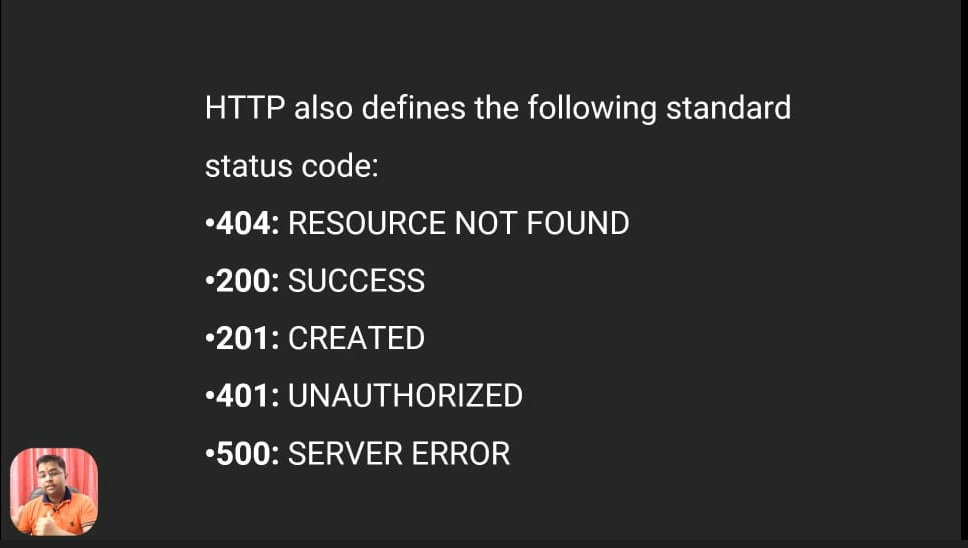 HTTP also defines the following standard
status code:
•404: RESOURCE NOT FOUND
•200: SUCCESS
•201: CREATED
•401: UNAUTHORIZED
•500: SERVER ERROR